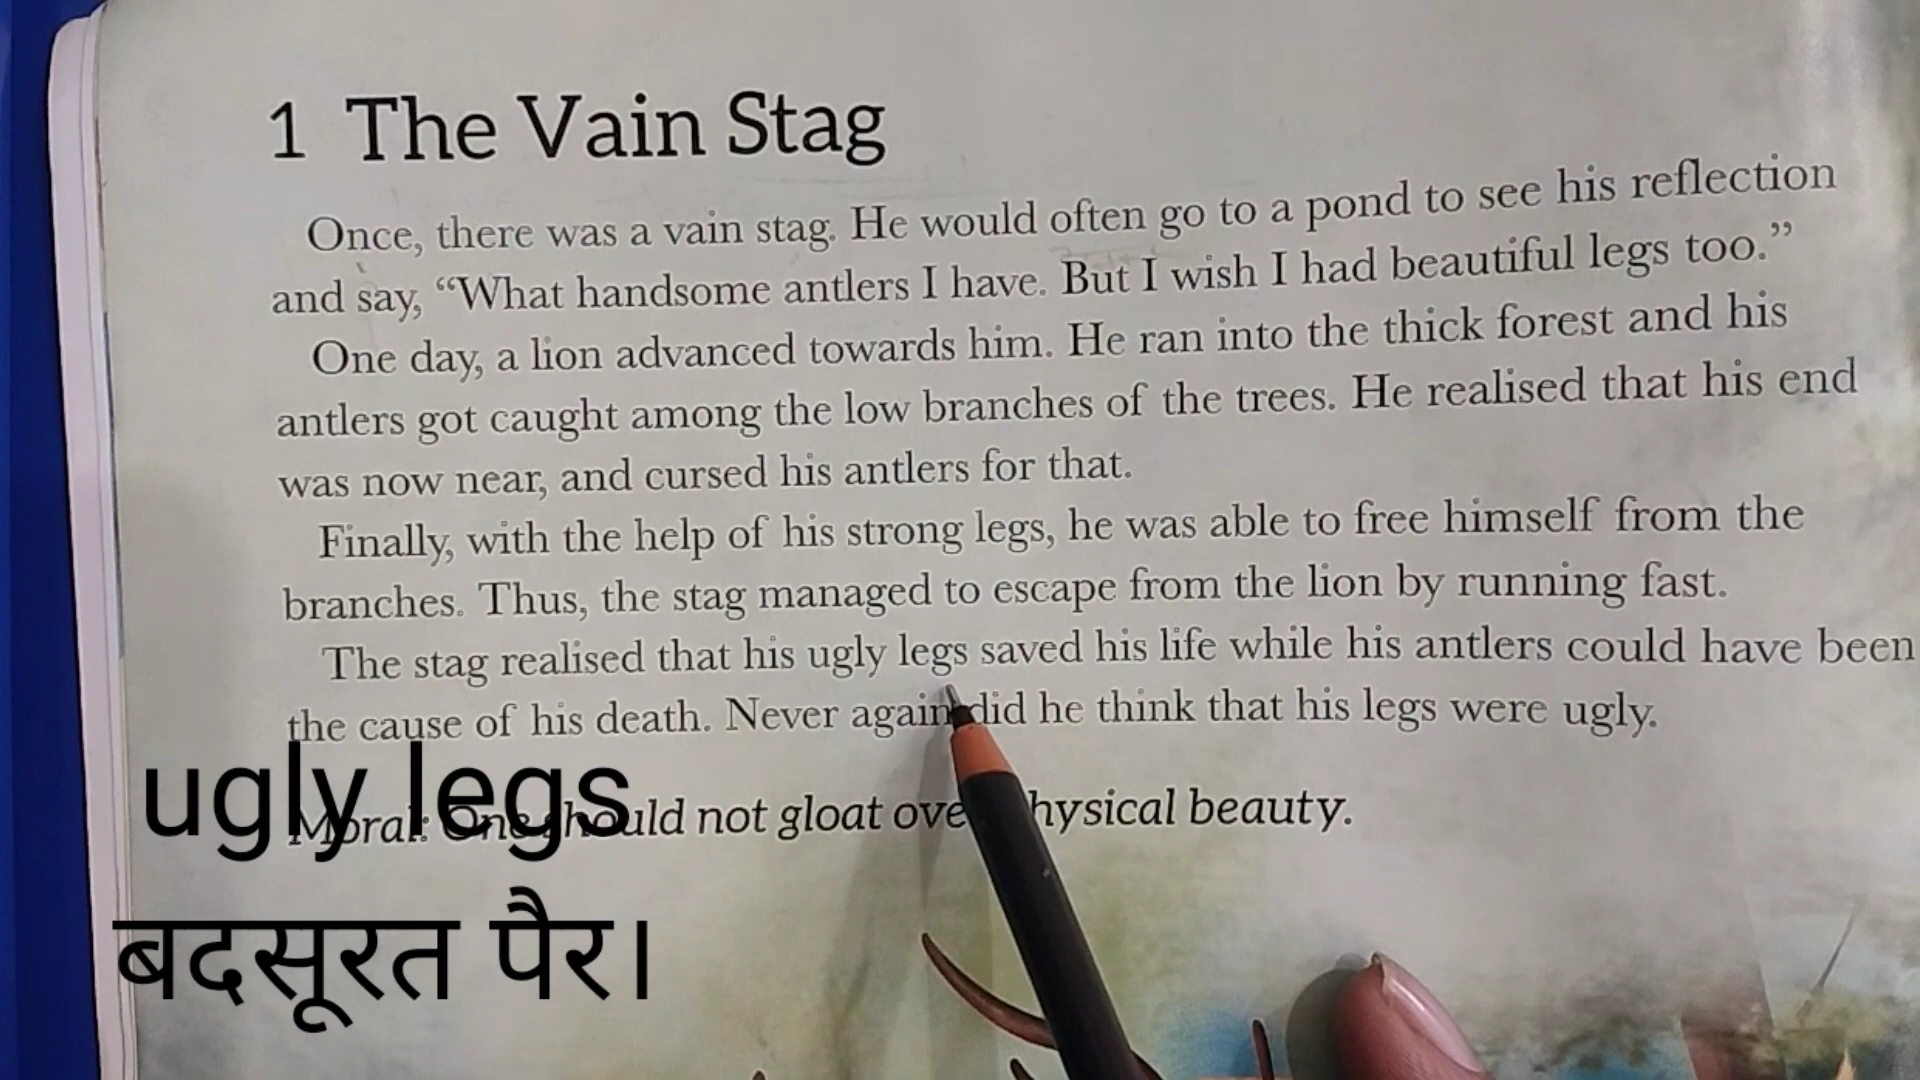 1 The Vain Stag
Once, there was a vain stag. He would often go to a pond to see his reflection
and say, “What handsome antlers I have. But I wish I had beautiful legs too.”
One day, a lion advanced towards him. He ran into the thick forest and his
antlers got caught among the low branches of the trees. He realised that his end
was now near, and cursed his antlers for that.
Finally, with the help of his strong legs, he was able to free himself from the
branches. Thus, the stag managed to escape from the lion by running fast.
The stag realised that his ugly legs saved his life while his antlers could have been
the cause of his death. Never again did he think that his legs were ugly.
Moral: One should not gloat over physical beauty.
ugly legs
बदसूरत पैर।